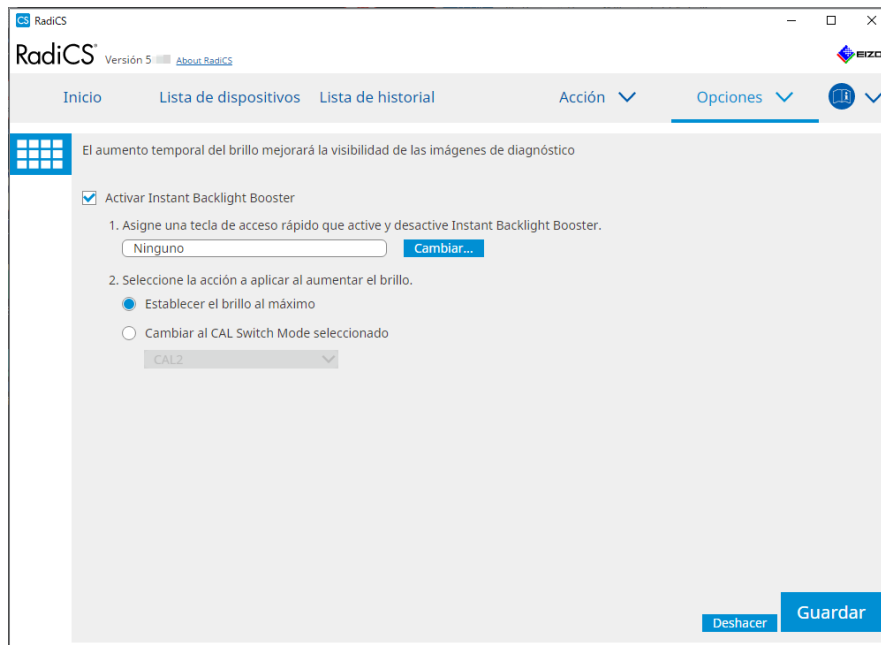 CS RadiCS
RadiCS Versión 5 About RadiCS
EIZO
Inicio Lista de dispositivos Lista de historial Acción Opciones
El aumento temporal del brillo mejorará la visibilidad de las imágenes de diagnóstico
Activar Instant Backlight Booster
1. Asigne una tecla de acceso rápido que active y desactive Instant Backlight Booster.
Ninguno Cambiar...
2. Seleccione la acción a aplicar al aumentar el brillo.
Establecer el brillo al máximo
Cambiar al CAL Switch Mode seleccionado
CAL2
Deshacer Guardar